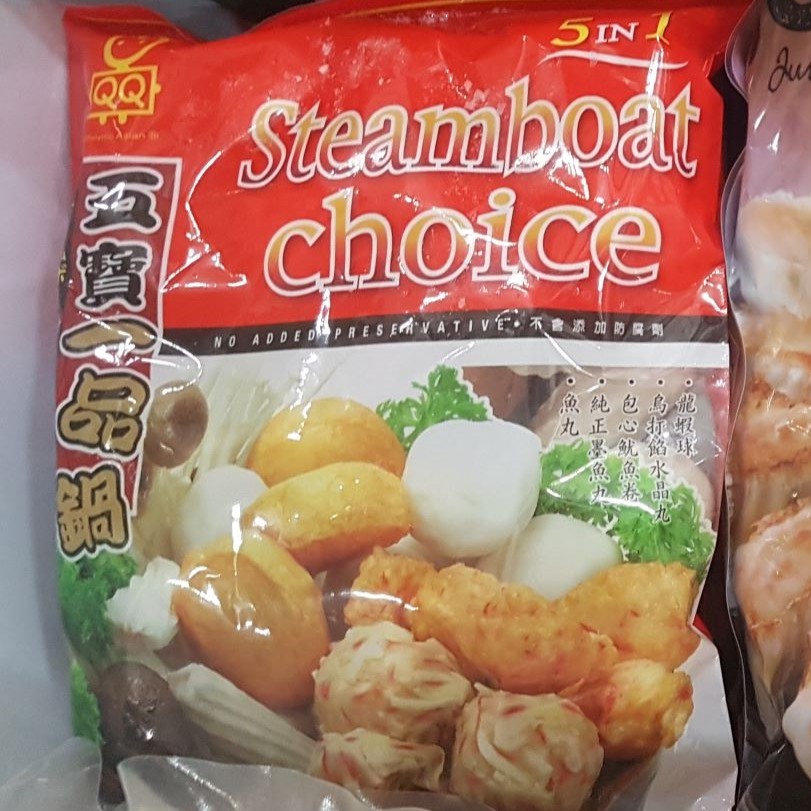 5 IN 1
QQ
Steamboat
choice
五寶一品鍋
NO ADDED PRESERVATIVE・不會添加防腐劑
・龍蝦球
・烏打餡水晶丸
・包心魷魚卷
・純正墨魚丸
・魚丸